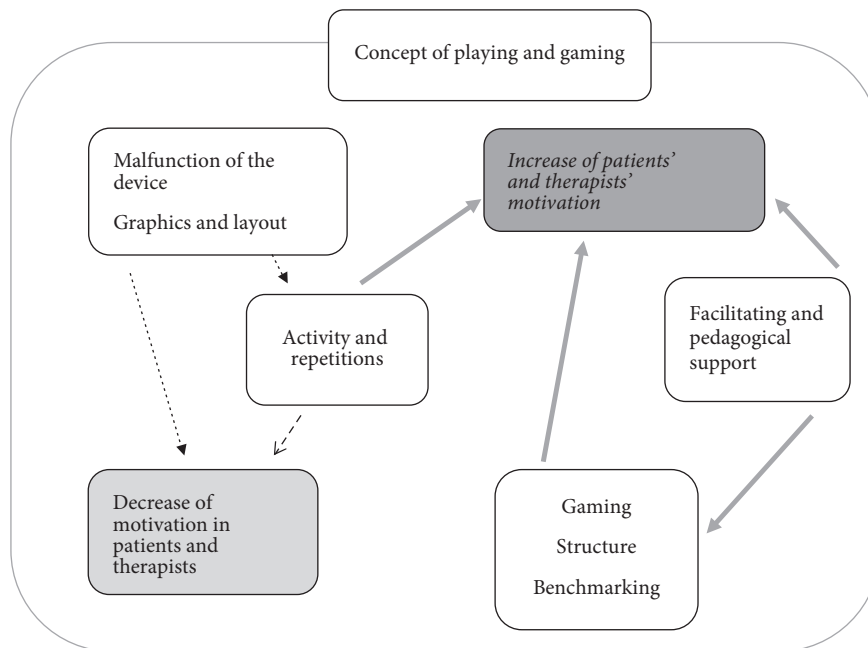 Concept of playing and gaming
Malfunction of the
device
Graphics and layout
Increase of patients’
and therapists’
motivation
Activity and
repetitions
Facilitating and
pedagogical
support
Decrease of
motivation in
patients and
therapists
Gaming
Structure
Benchmarking